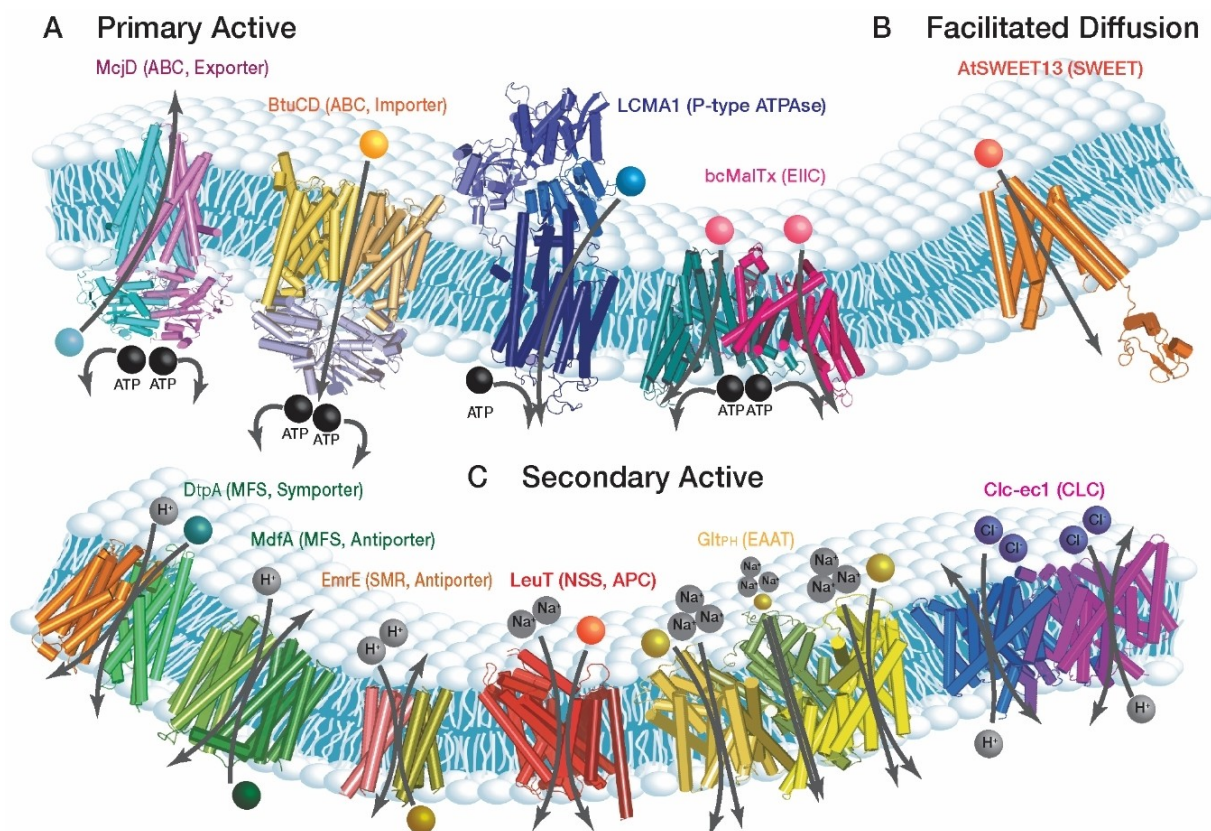 A Primary Active
B Facilitated Diffusion
McjD (ABC, Exporter)
AtSWEET13 (SWEET)
BtuCD (ABC, Importer)
LCMA1 (P-type ATPAse)
bcMalTx (EIIC)
ATP ATP
ATP
ATP
ATP
ATP ATP
C Secondary Active
DtpA (MFS, Symporter)
Clc-ec1 (CLC)
H⁺
MdfA (MFS, Antiporter)
GltPH (EAAT)
Cl⁻
Cl⁻
Cl⁻
Cl⁻
H⁺
EmrE (SMR, Antiporter)
LeuT (NSS, APC)
Na⁺
Na⁺
Na⁺
Na⁺
Na⁺
Na⁺
Na⁺
Na⁺
Na⁺
Na⁺
Na⁺
H⁺
H⁺
H⁺
H⁺